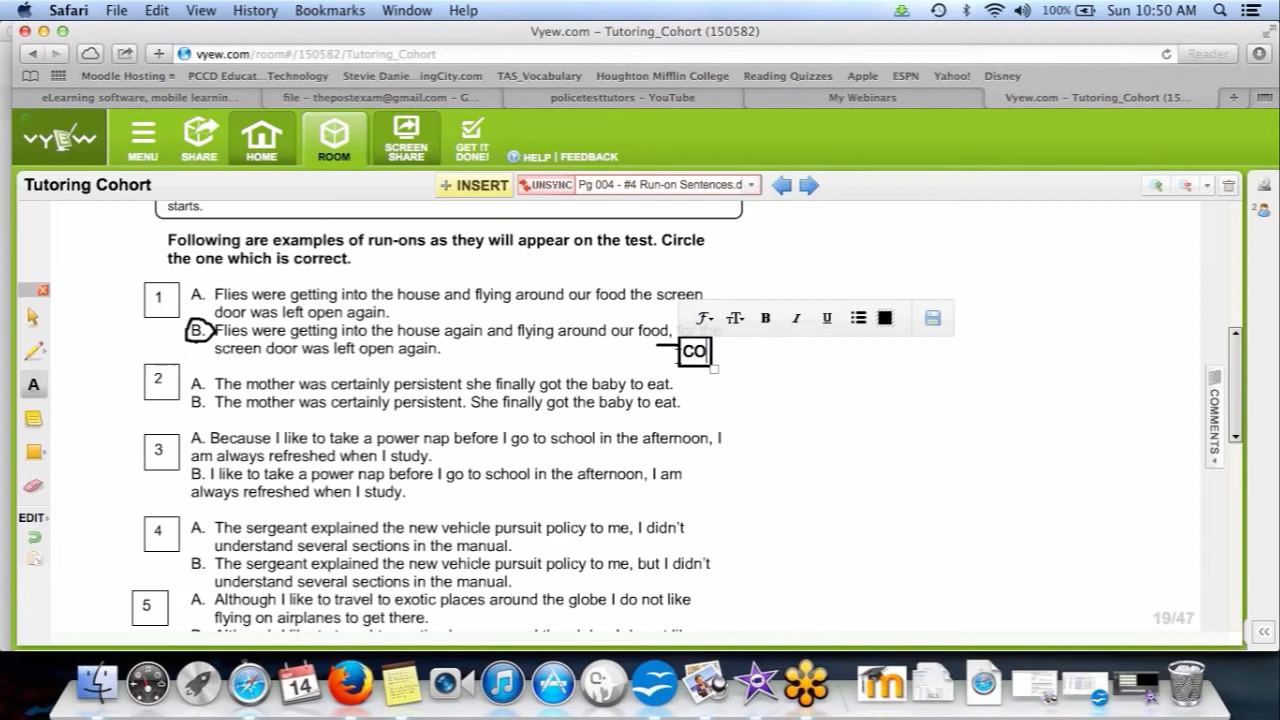 Safari File Edit View History Bookmarks Window Help 100% Sun 10:50 AM
Vyew.com – Tutoring_Cohort (150582)
vyew.com/room#/150582/Tutoring_Cohort Reader
Moodle Hosting PCCD Educat...Technology Stevie Danie...ingCity.com TAS_Vocabulary Houghton Mifflin College Reading Quizzes Apple ESPN Yahoo! Disney
eLearning software, mobile learnin... file – thepostexam@gmail.com – G... policetesttutors – YouTube My Webinars Vyew.com – Tutoring_Cohort (15...
VYEW MENU SHARE HOME ROOM SCREEN SHARE GET IT DONE! HELP | FEEDBACK
Tutoring Cohort + INSERT UNSYNC Pg 004 - #4 Run-on Sentences.d
2
starts.
Following are examples of run-ons as they will appear on the test. Circle
the one which is correct.
1 A. Flies were getting into the house and flying around our food the screen
door was left open again.
B. Flies were getting into the house again and flying around our food, for the
screen door was left open again.
F T B I U
CO
2 A. The mother was certainly persistent she finally got the baby to eat.
B. The mother was certainly persistent. She finally got the baby to eat.
3 A. Because I like to take a power nap before I go to school in the afternoon, I
am always refreshed when I study.
B. I like to take a power nap before I go to school in the afternoon, I am
always refreshed when I study.
4 A. The sergeant explained the new vehicle pursuit policy to me, I didn't
understand several sections in the manual.
B. The sergeant explained the new vehicle pursuit policy to me, but I didn't
understand several sections in the manual.
5 A. Although I like to travel to exotic places around the globe I do not like
flying on airplanes to get there.
A
EDIT:
COMMENTS
19/47
JUL
14
XLS